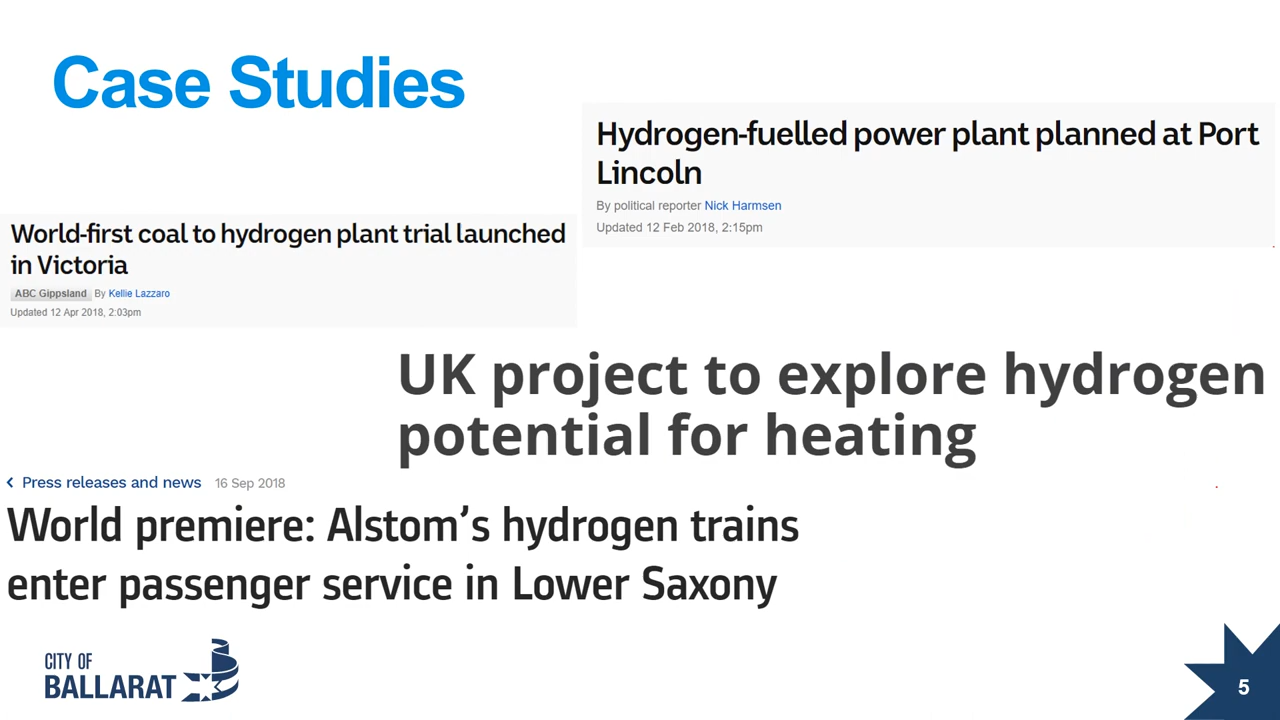 Case Studies
Hydrogen-fuelled power plant planned at Port
Lincoln
By political reporter Nick Harmsen
Updated 12 Feb 2018, 2:15pm
World-first coal to hydrogen plant trial launched
in Victoria
ABC Gippsland By Kellie Lazzaro
Updated 12 Apr 2018, 2:03pm
UK project to explore hydrogen
potential for heating
Press releases and news 16 Sep 2018
World premiere: Alstom's hydrogen trains
enter passenger service in Lower Saxony
CITY OF
BALLARAT
5